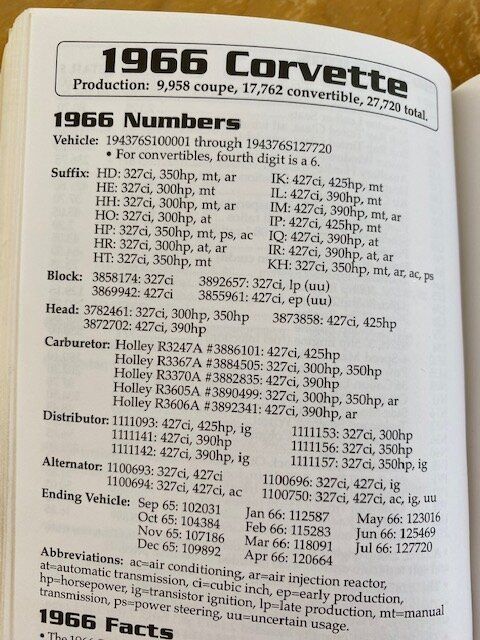 1966 Corvette
Production: 9,958 coupe, 17,762 convertible, 27,720 total.
1966 Numbers
Vehicle: 194376S100001 through 194376S127720
• For convertibles, fourth digit is a 6.
Suffix: HD: 327ci, 350hp, mt, ar IK: 427ci, 425hp, mt
HE: 327ci, 300hp, mt IL: 427ci, 390hp, mt
HH: 327ci, 300hp, mt, ar IM: 427ci, 390hp, mt, ar
HO: 327ci, 300hp, at IP: 427ci, 425hp, mt
HP: 327ci, 350hp, mt, ps, ac IQ: 427ci, 390hp, at
HR: 327ci, 300hp, at, ar IR: 427ci, 390hp, at, ar
HT: 327ci, 350hp, mt KH: 327ci, 350hp, mt, ar, ac, ps
Block: 3858174: 327ci 3892657: 327ci, lp (uu)
3869942: 427ci 3855961: 427ci, ep (uu)
Head: 3782461: 327ci, 300hp, 350hp 3873858: 427ci, 425hp
3872702: 427ci, 390hp
Carburetor: Holley R3247A #3886101: 427ci, 425hp
Holley R3367A #3884505: 327ci, 300hp, 350hp
Holley R3370A #3882835: 427ci, 390hp
Holley R3605A #3890499: 327ci, 300hp, 350hp, ar
Holley R3606A #3892341: 427ci, 390hp, ar
Distributor: 1111093: 427ci, 425hp, ig 1111153: 327ci, 300hp
1111141: 427ci, 390hp 1111156: 327ci, 350hp
1111142: 427ci, 390hp, ig 1111157: 327ci, 350hp, ig
Alternator: 1100693: 327ci, 427ci 1100696: 327ci, 427ci, ig
1100694: 327ci, 427ci, ac 1100750: 327ci, 427ci, ac, ig, uu
Ending Vehicle: Sep 65: 102031 Jan 66: 112587 May 66: 123016
Oct 65: 104384 Feb 66: 115283 Jun 66: 125469
Nov 65: 107186 Mar 66: 118091 Jul 66: 127720
Dec 65: 109892 Apr 66: 120664
Abbreviations: ac=air conditioning, ar=air injection reactor,
at=automatic transmission, ci=cubic inch, ep=early production,
hp=horsepower, ig=transistor ignition, lp=late production, mt=manual
transmission, ps=power steering, uu=uncertain usage.
1966 Facts
• The 1966